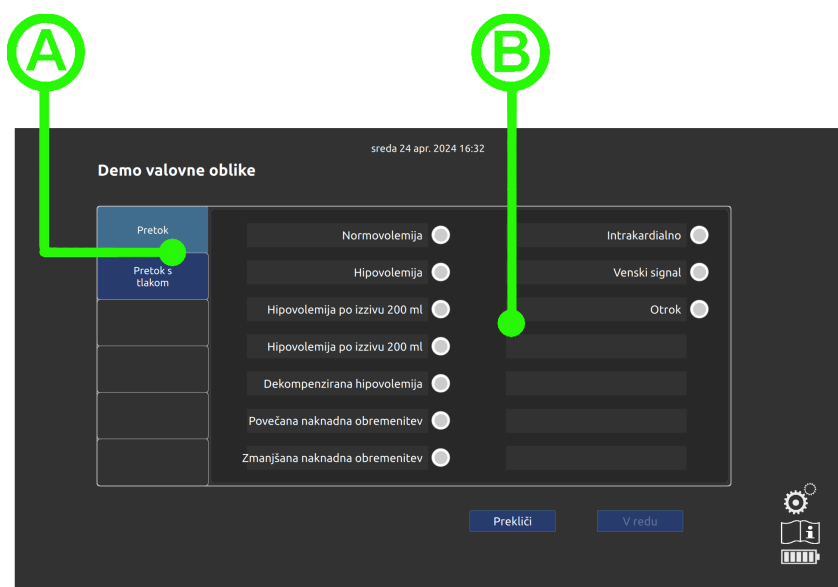 A
B
sreda 24 apr. 2024 16:32
Demo valovne oblike
Pretok
Pretok s
tlakom
Normovolemija
Hipovolemija
Hipovolemija po izzivu 200 ml
Hipovolemija po izzivu 200 ml
Dekompenzirana hipovolemija
Povečana naknadna obremenitev
Zmanjšana naknadna obremenitev
Intrakardialno
Venski signal
Otrok
Prekliči
V redu
i